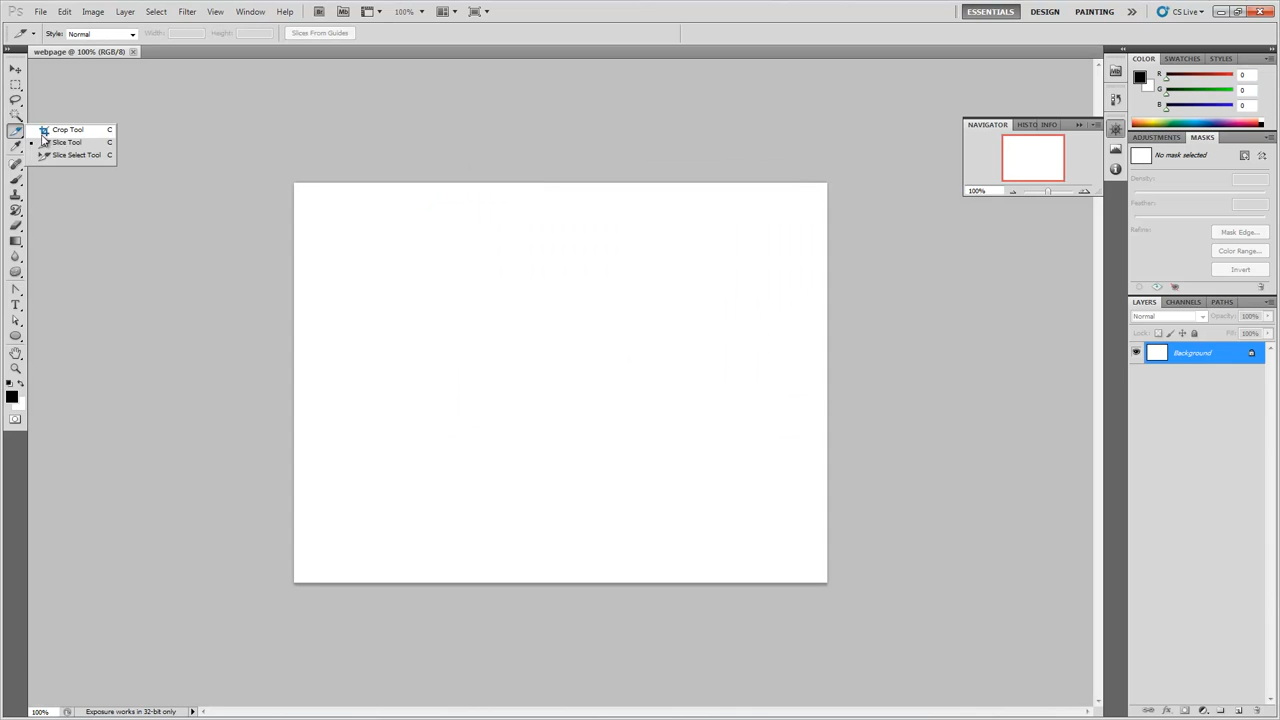 Ps File Edit Image Layer Select Filter View Window Help Mb 100% ESSENTIALS DESIGN PAINTING CS Live
Style: Normal Width: Height: Slices From Guides
webpage @ 100% (RGB/8)
Crop Tool C
Slice Tool C
Slice Select Tool C
NAVIGATOR HISTO INFO
100%
COLOR SWATCHES STYLES
R 0
G 0
B 0
ADJUSTMENTS MASKS
No mask selected
Density:
Feather:
Refine: Mask Edge...
Color Range...
Invert
LAYERS CHANNELS PATHS
Normal Opacity: 100%
Lock: Fill: 100%
Background
100% Exposure works in 32-bit only